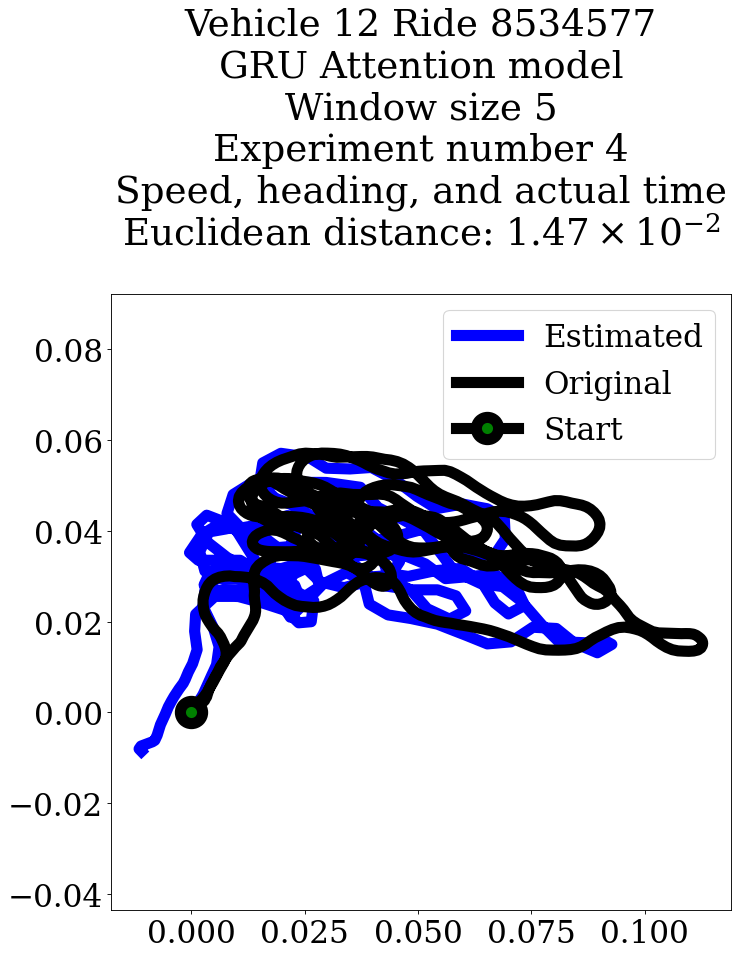 Vehicle 12 Ride 8534577
GRU Attention model
Window size 5
Experiment number 4
Speed, heading, and actual time
Euclidean distance: 1.47 × 10⁻²
Estimated
Original
Start
0.08
0.06
0.04
0.02
0.00
−0.02
−0.04
0.000 0.025 0.050 0.075 0.100